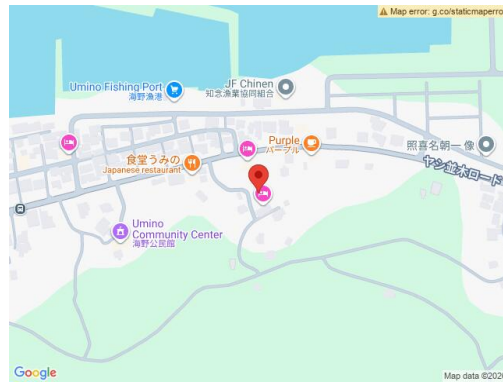 Map error: g.co/staticmaperro
Umino Fishing Port
海野漁港
JF Chinen
知念漁業協同組合
Purple
パープル
照喜名朝一 像
ヤシ並木ロード
食堂うみの
Japanese restaurant
Umino
Community Center
海野公民館
Google
Map data ©2026